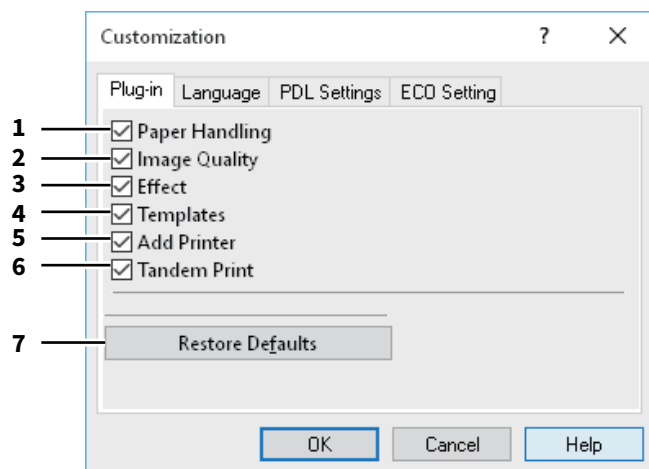 Customization ? ×
Plug-in Language PDL Settings ECO Setting
1 Paper Handling
2 Image Quality
3 Effect
4 Templates
5 Add Printer
6 Tandem Print
7 Restore Defaults
OK Cancel Help